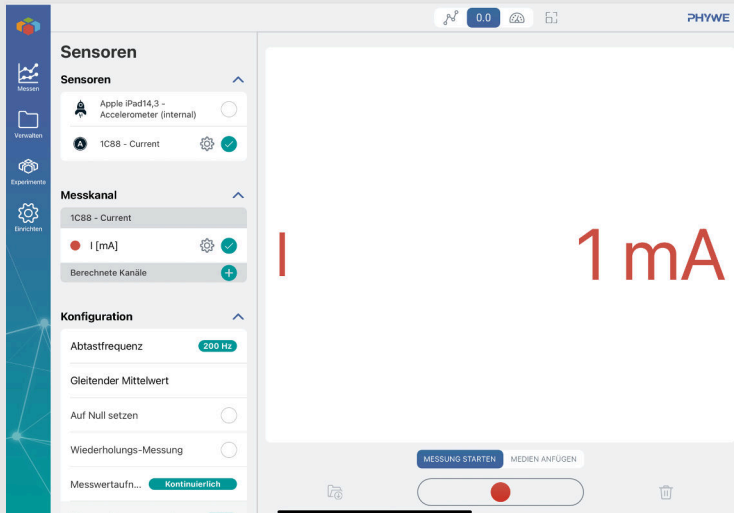 0.0
PHYWE
Messen
Verwalten
Experimente
Einrichten
Sensoren
Sensoren
Apple iPad14,3 -
Accelerometer (internal)
A
1C88 - Current
Messkanal
1C88 - Current
I [mA]
Berechnete Kanäle
Konfiguration
Abtastfrequenz
200 Hz
Gleitender Mittelwert
Auf Null setzen
Wiederholungs-Messung
Messwertaufn...
Kontinuierlich
I
1 mA
MESSUNG STARTEN
MEDIEN ANFÜGEN